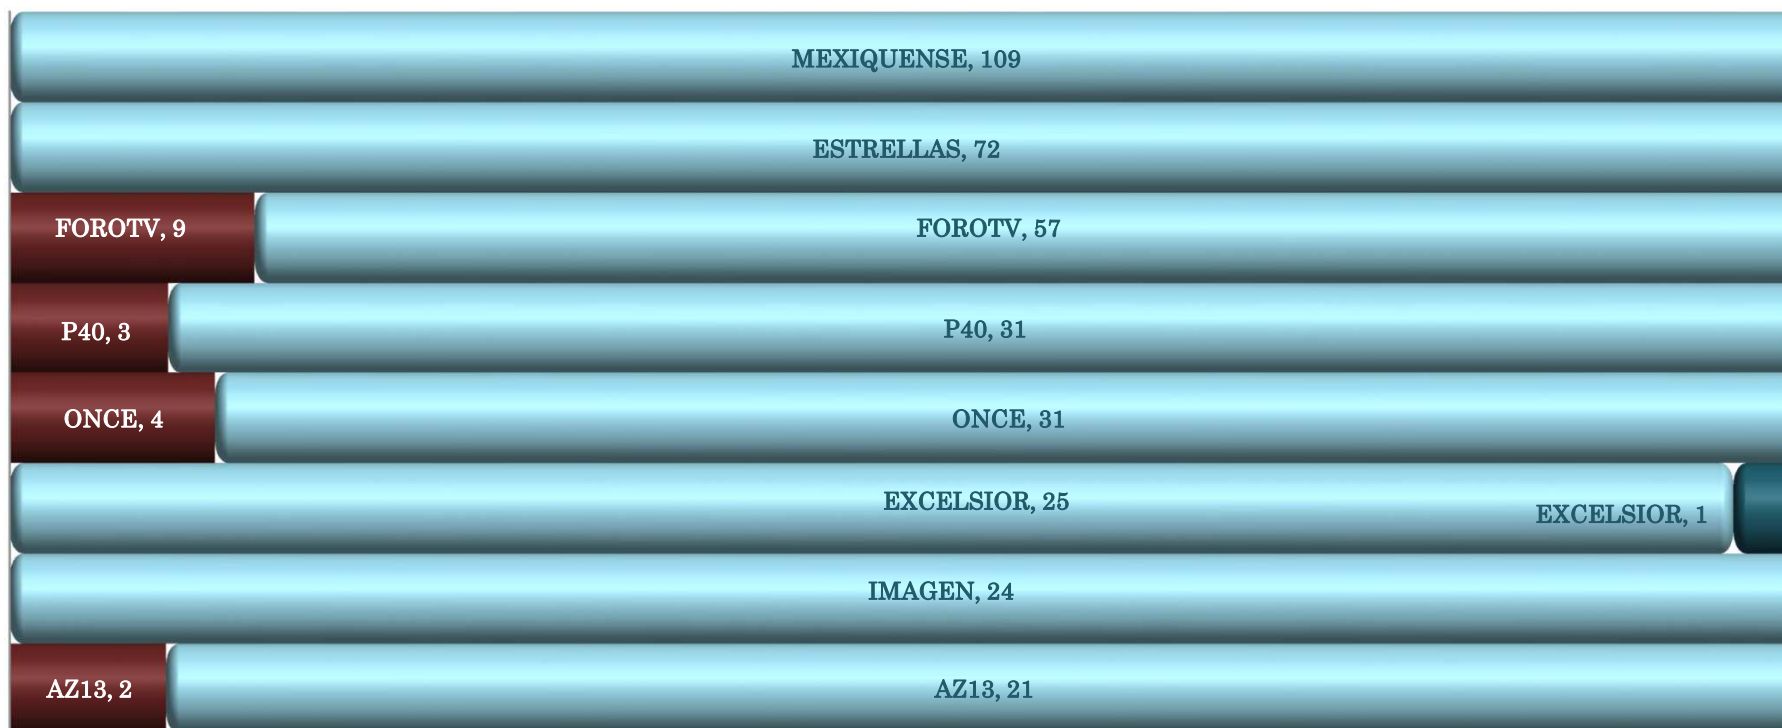 MEXIQUENSE, 109
ESTRELLAS, 72
FOROTV, 9
FOROTV, 57
P40, 3
P40, 31
ONCE, 4
ONCE, 31
EXCELSIOR, 25
EXCELSIOR, 1
IMAGEN, 24
AZ13, 2
AZ13, 21